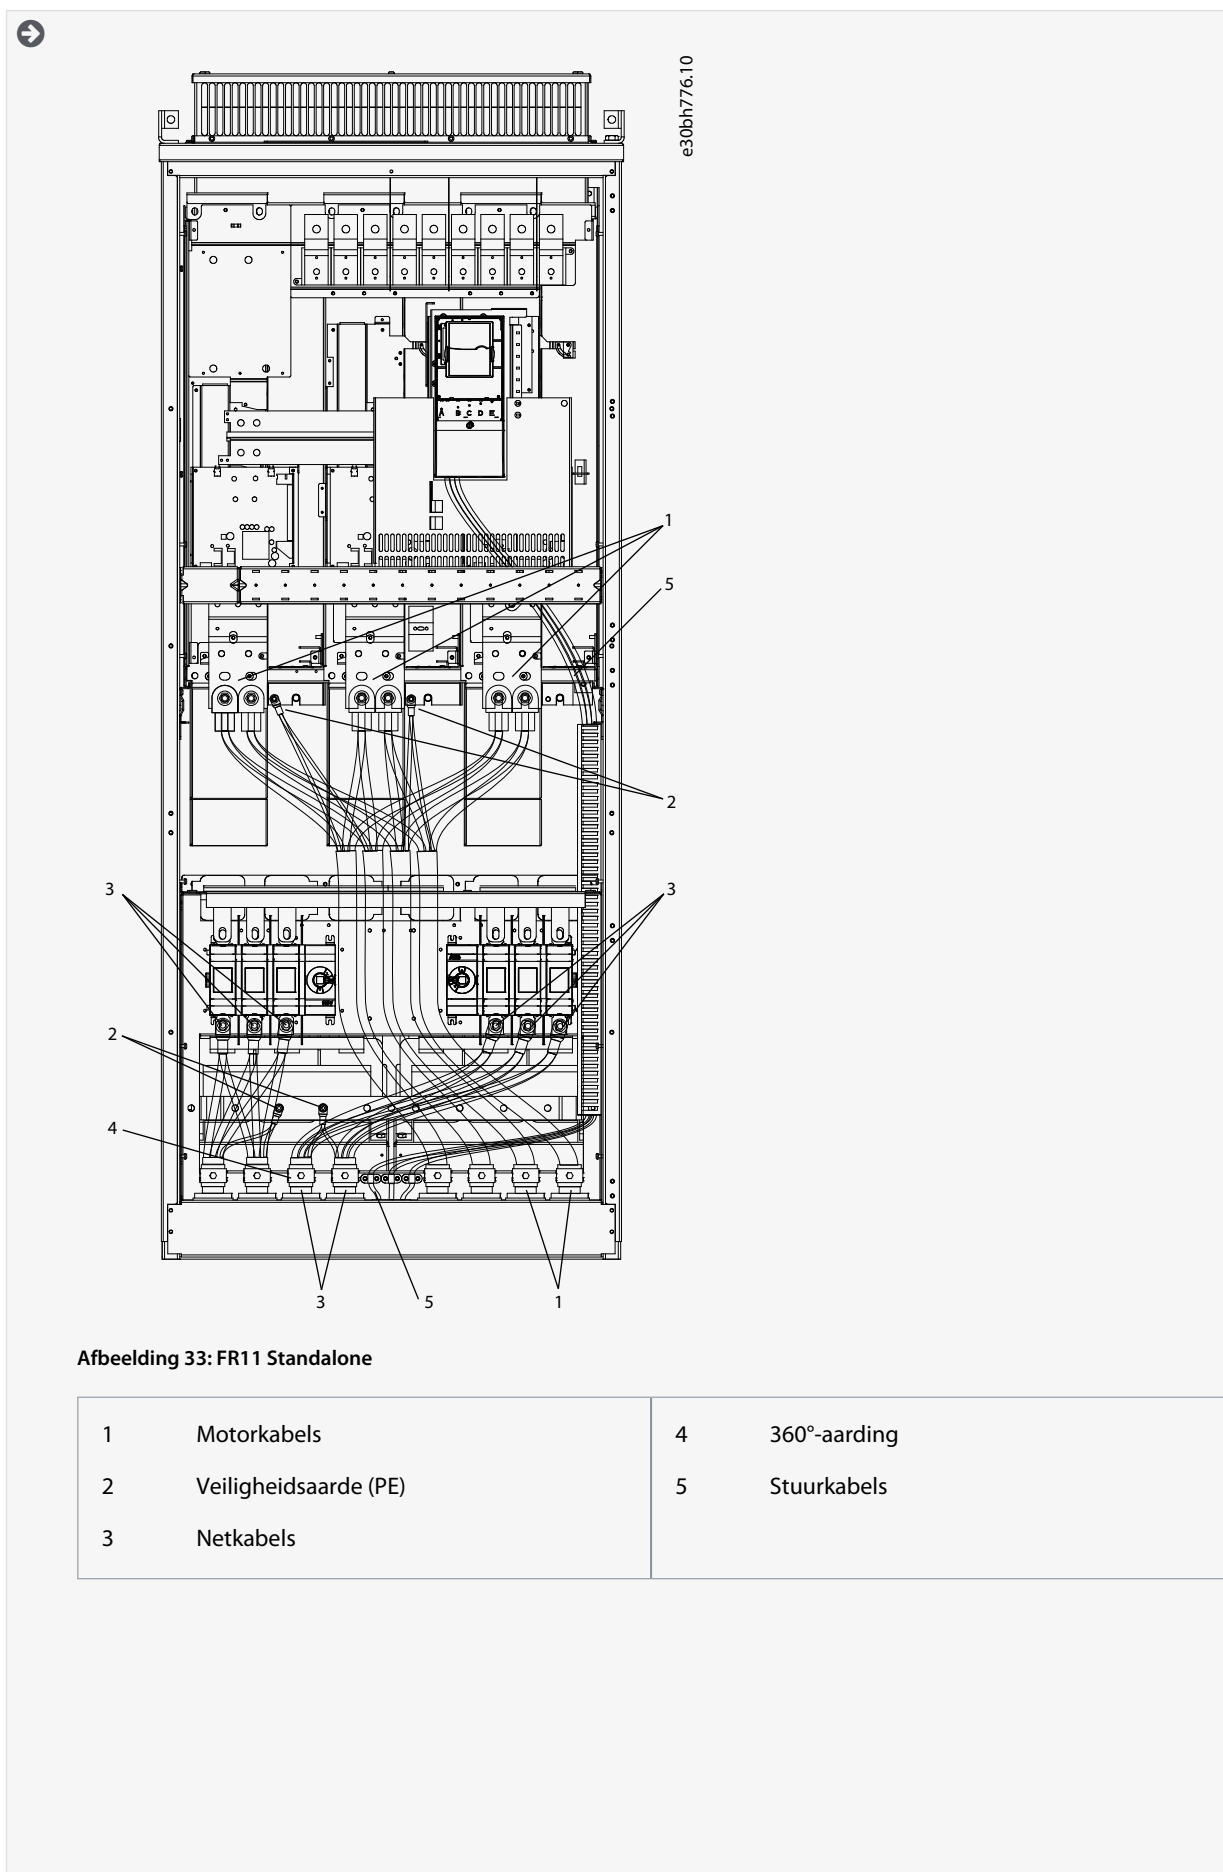 e30bh776.10
A B C D E
1
5
2
3
3
2
4
3
5
1
Afbeelding 33: FR11 Standalone
1 Motorkabels
2 Veiligheidsaarde (PE)
3 Netkabels
4 360°-aarding
5 Stuurkabels